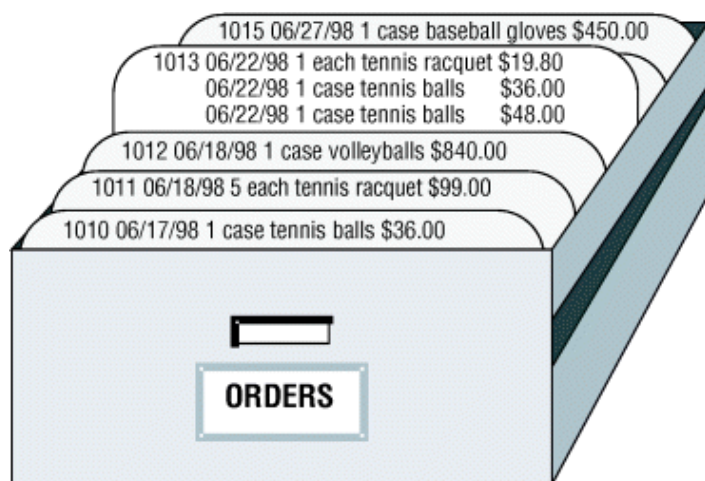 1015 06/27/98 1 case baseball gloves $450.00
1013 06/22/98 1 each tennis racquet $19.80
06/22/98 1 case tennis balls $36.00
06/22/98 1 case tennis balls $48.00
1012 06/18/98 1 case volleyballs $840.00
1011 06/18/98 5 each tennis racquet $99.00
1010 06/17/98 1 case tennis balls $36.00
ORDERS